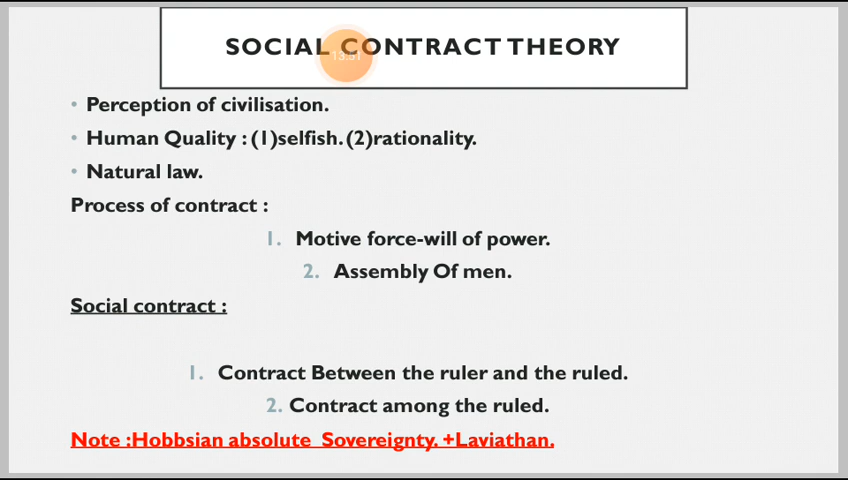 SOCIAL CONTRACT THEORY
13:51
• Perception of civilisation.
• Human Quality : (1)selfish. (2)rationality.
• Natural law.
Process of contract :
1. Motive force-will of power.
2. Assembly Of men.
Social contract :
1. Contract Between the ruler and the ruled.
2. Contract among the ruled.
Note :Hobbsian absolute Sovereignty. +Laviathan.